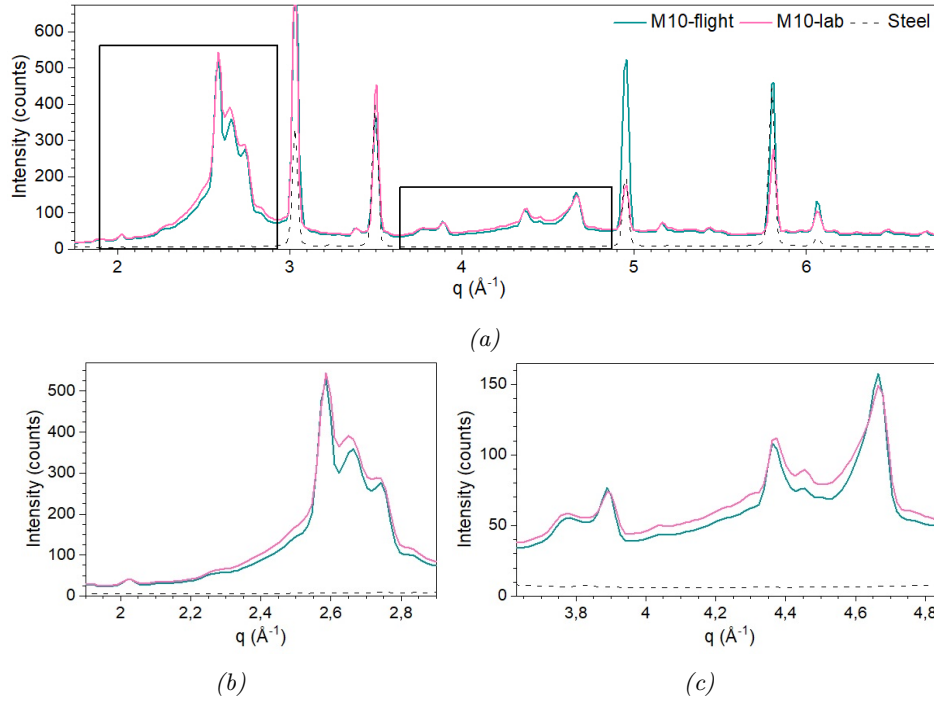 M10-flight M10-lab Steel
Intensity (counts)
600
500
400
300
200
100
0
2 3 4 5 6
q (Å⁻¹)
(a)
Intensity (counts)
500
400
300
200
100
0
2 2,2 2,4 2,6 2,8
q (Å⁻¹)
(b)
Intensity (counts)
150
100
50
0
3,8 4 4,2 4,4 4,6 4,8
q (Å⁻¹)
(c)